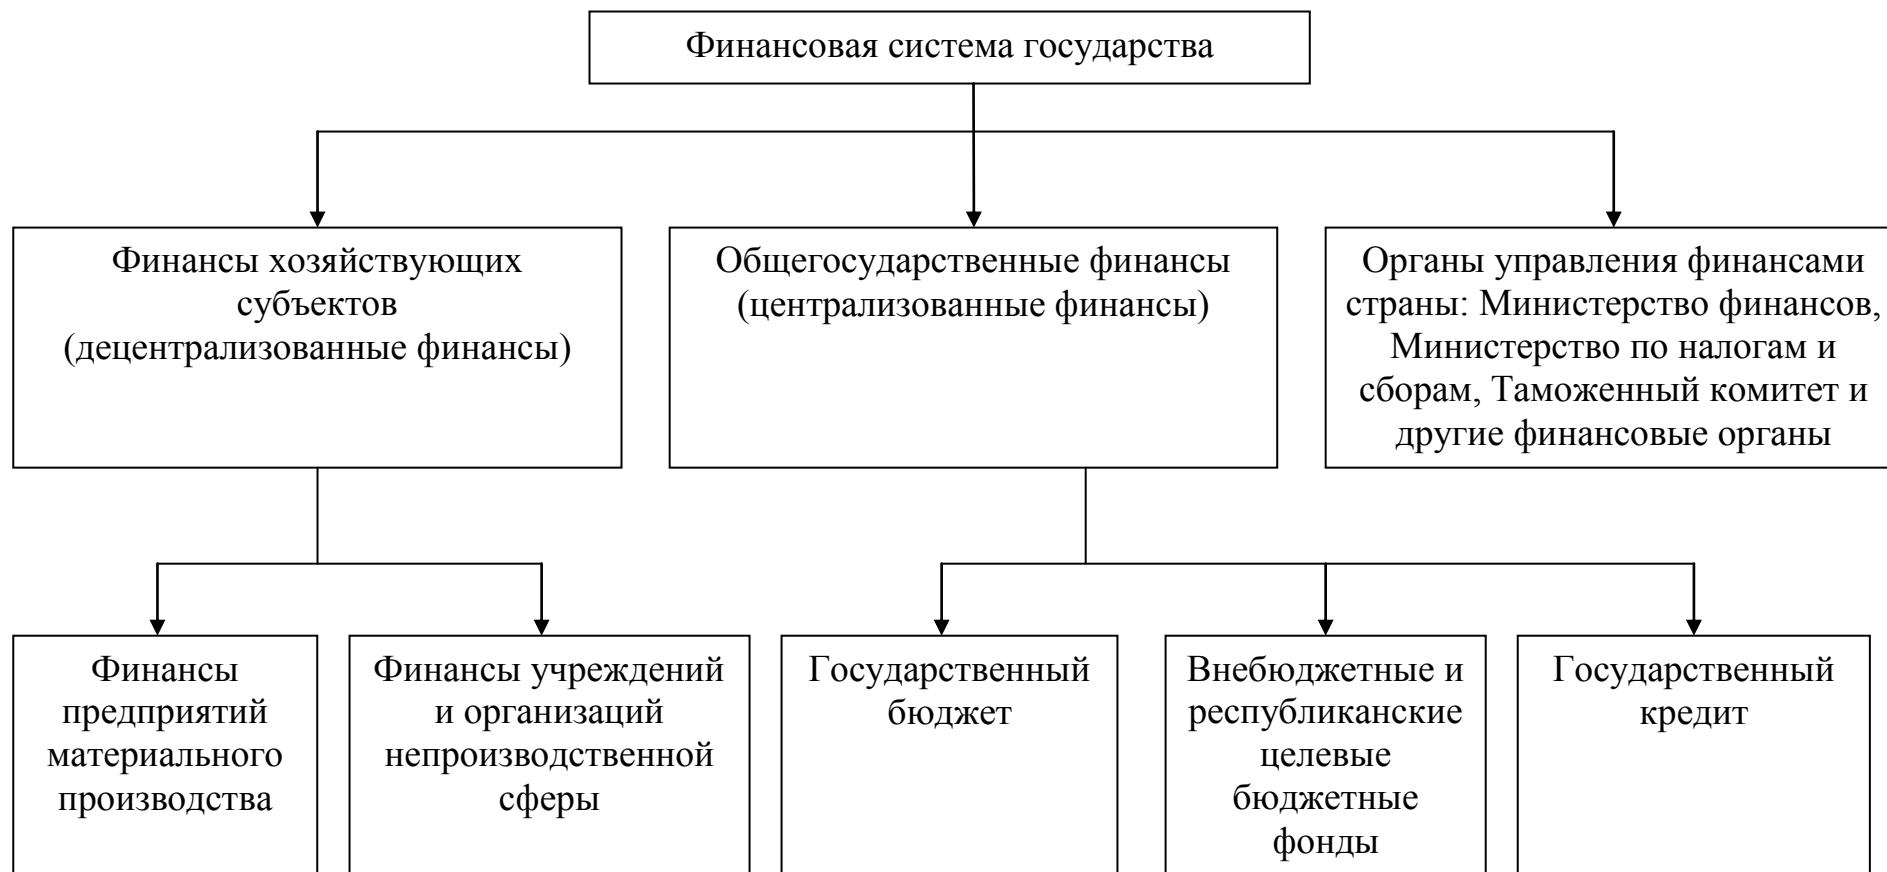 Финансовая система государства
Финансы хозяйствующих
субъектов
(децентрализованные финансы)
Общегосударственные финансы
(централизованные финансы)
Органы управления финансами
страны: Министерство финансов,
Министерство по налогам и
сборам, Таможенный комитет и
другие финансовые органы
Финансы
предприятий
материального
производства
Финансы учреждений
и организаций
непроизводственной
сферы
Государственный
бюджет
Внебюджетные и
республиканские
целевые
бюджетные
фонды
Государственный
кредит